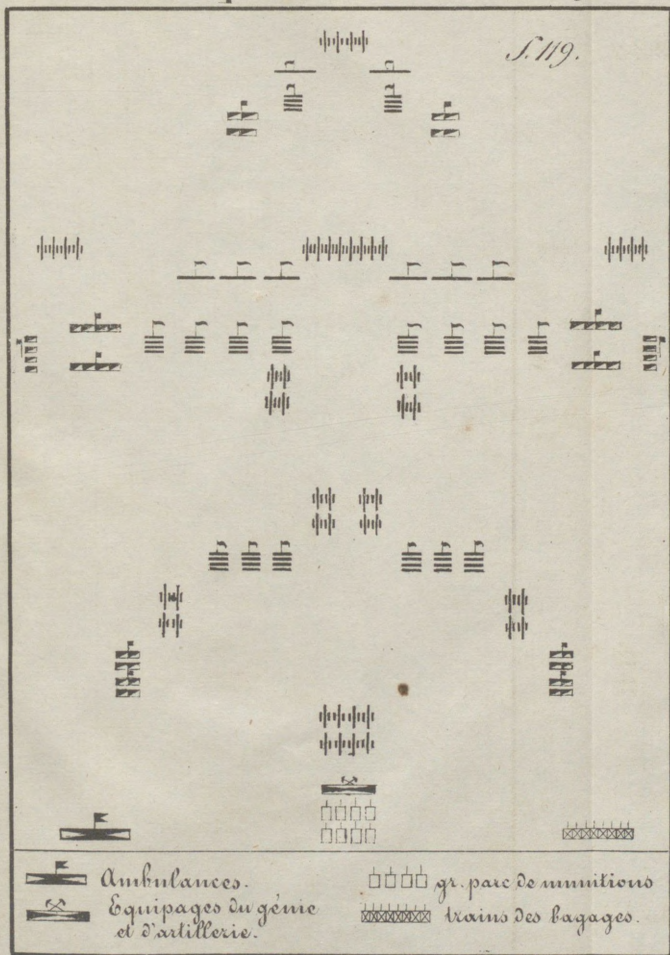 S. 119.
Ambulances.
Equipages du génie
et d'artillerie.
gr. parc de munitions
trains des bagages.